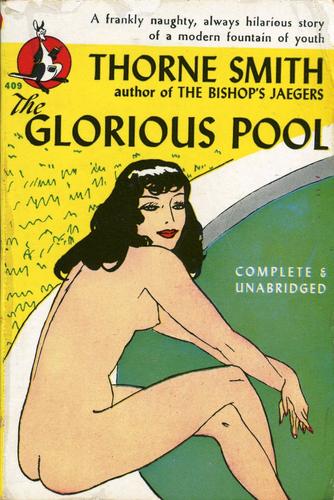 A frankly naughty, always hilarious story
of a modern fountain of youth
409
THORNE SMITH
author of THE BISHOP'S JAEGERS
The
GLORIOUS POOL
COMPLETE &
UNABRIDGED